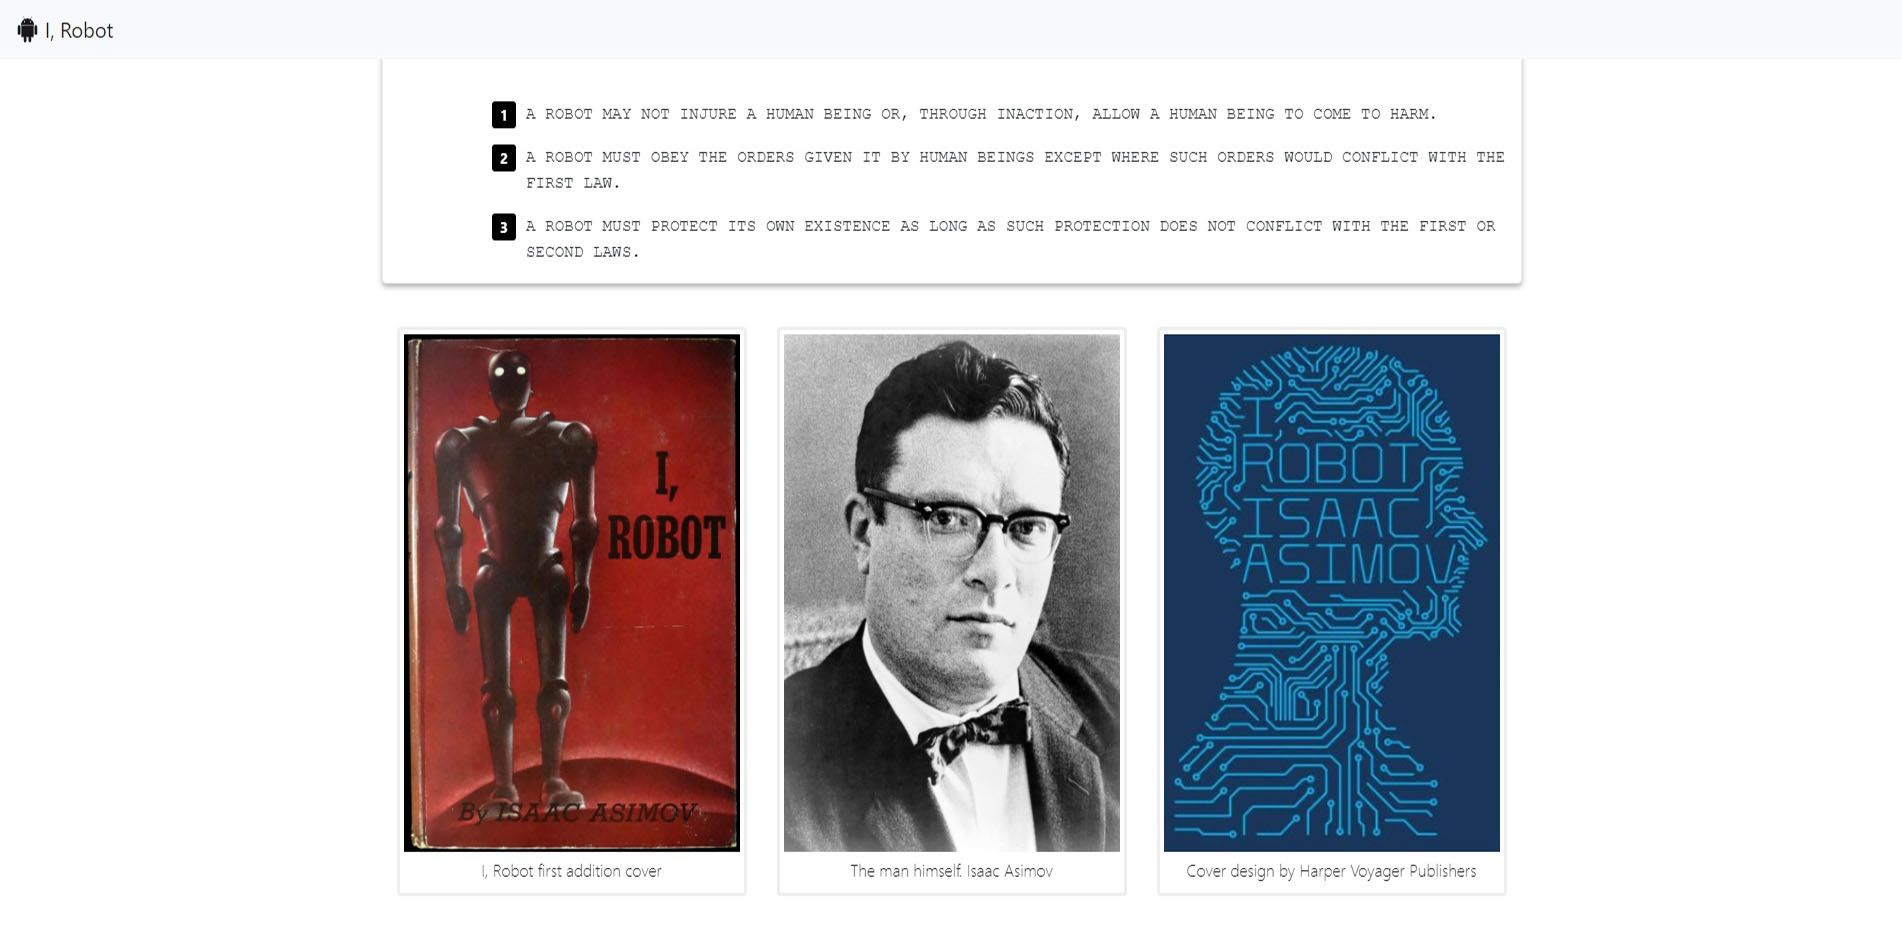 I, Robot
1 A ROBOT MAY NOT INJURE A HUMAN BEING OR, THROUGH INACTION, ALLOW A HUMAN BEING TO COME TO HARM.
2 A ROBOT MUST OBEY THE ORDERS GIVEN IT BY HUMAN BEINGS EXCEPT WHERE SUCH ORDERS WOULD CONFLICT WITH THE
FIRST LAW.
3 A ROBOT MUST PROTECT ITS OWN EXISTENCE AS LONG AS SUCH PROTECTION DOES NOT CONFLICT WITH THE FIRST OR
SECOND LAWS.
I,
ROBOT
By ISAAC ASIMOV
I, Robot first addition cover
The man himself. Isaac Asimov
I,
ROBOT
ISAAC
ASIMOV
Cover design by Harper Voyager Publishers